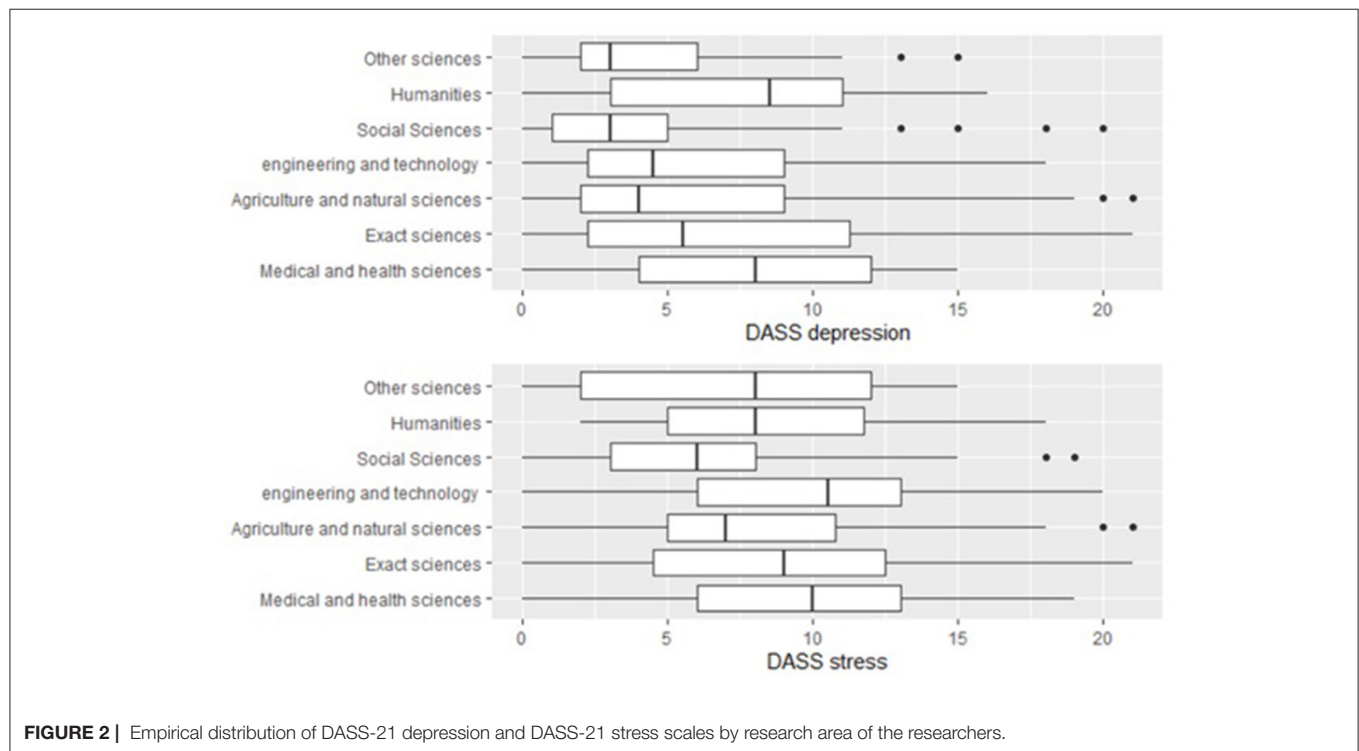 Other sciences
Humanities
Social Sciences
engineering and technology
Agriculture and natural sciences
Exact sciences
Medical and health sciences
0 5 10 15 20
DASS depression
Other sciences
Humanities
Social Sciences
engineering and technology
Agriculture and natural sciences
Exact sciences
Medical and health sciences
0 5 10 15 20
DASS stress
FIGURE 2 | Empirical distribution of DASS-21 depression and DASS-21 stress scales by research area of the researchers.